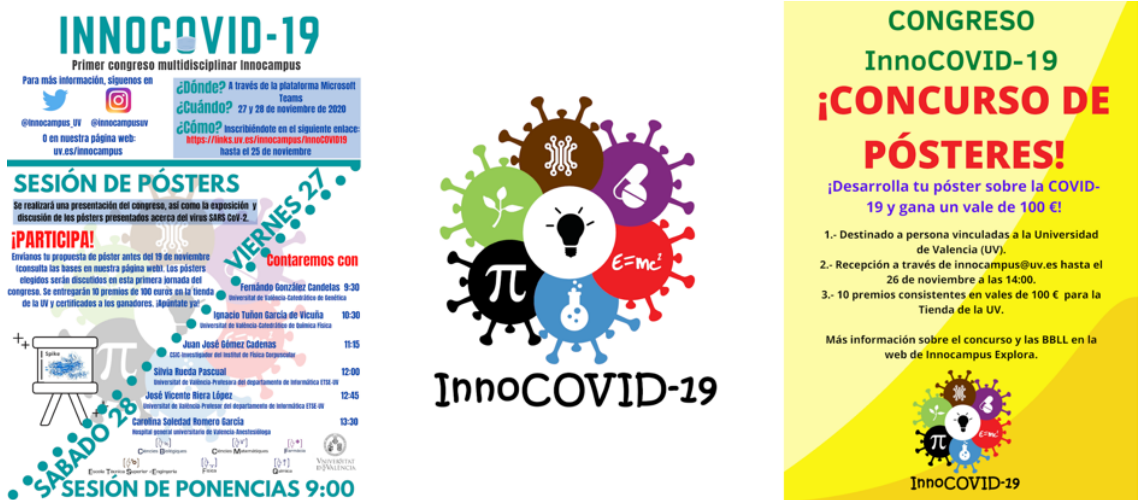 INNOCOVID-19
Primer congreso multidisciplinar Innocampus
Para más información, síguenos en
@Innocampus_UV @innocampusuv
O en nuestra página web:
uv.es/innocampus
¿Dónde? A través de la plataforma Microsoft
Teams
¿Cuándo? 27 y 28 de noviembre de 2020
¿Cómo? Inscribiéndote en el siguiente enlace:
https://links.uv.es/innocampus/InnoCOVID19
hasta el 25 de noviembre
SESIÓN DE PÓSTERS
Se realizará una presentación del congreso, así como la exposición y
discusión de los pósters presentados acerca del virus SARS CoV-2.
¡PARTICIPA!
Envíanos tu propuesta de póster antes del 19 de noviembre
(consulta las bases en nuestra página web). Los pósters
elegidos serán discutidos en esta primera jornada del
congreso. Se entregarán 10 premios de 100 euros en la tienda
de la UV y certificados a los ganadores. ¡Apúntate ya!
VIERNES 27
Contaremos con
Fernándo González Candelas 9:30
Universitat de València-Catedrático de Genética
Ignacio Tuñon García de Vicuña 10:30
Universitat de València-Catedrático de Química Física
Juan José Gómez Cadenas 11:15
CSIC-Investigador del Institut de Física Corpuscular
Silvia Rueda Pascual 12:00
Universitat de València-Profesora del departamento de Informática ETSE-UV
José Vicente Riera López 12:45
Universitat de València-Profesor del departamento de Informática ETSE-UV
Carolina Soledad Romero García 13:30
Hospital general universitario de Valencia-Anestesióloga
Spike
π
SÁBADO 28
Ciències Biològiques
Ciències Matemàtiques
Farmàcia
Escola Tècnica Superior d'Enginyeria
Física
Química
VNIVERSITAT
DE VALÈNCIA
SESIÓN DE PONENCIAS 9:00
π
E=mc²
InnoCOVID-19
CONGRESO
InnoCOVID-19
¡CONCURSO DE
PÓSTERES!
¡Desarrolla tu póster sobre la COVID-
19 y gana un vale de 100 €!
1.- Destinado a persona vinculadas a la Universidad
de Valencia (UV).
2.- Recepción a través de innocampus@uv.es hasta el
26 de noviembre a las 14:00.
3.- 10 premios consistentes en vales de 100 € para la
Tienda de la UV.
Más información sobre el concurso y las BBLL en la
web de Innocampus Explora.
π
E=mc²
InnoCOVID-19